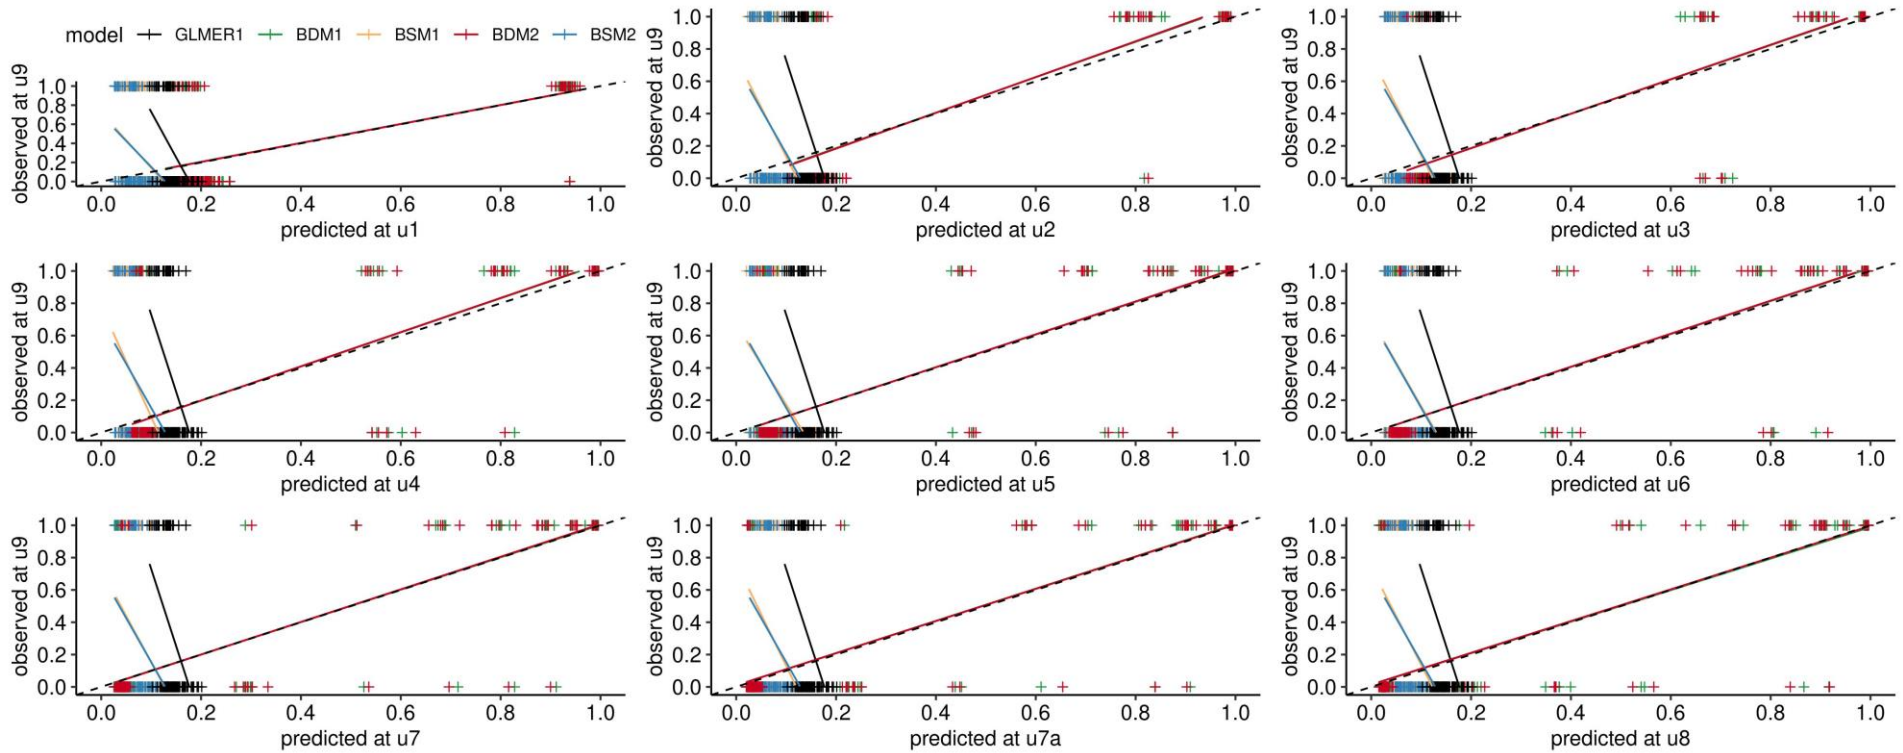 model GLMER1 BDM1 BSM1 BDM2 BSM2
observed at u9
1.0
0.8
0.6
0.4
0.2
0.0
0.0 0.2 0.4 0.6 0.8 1.0
predicted at u1
observed at u9
1.0
0.8
0.6
0.4
0.2
0.0
0.0 0.2 0.4 0.6 0.8 1.0
predicted at u2
observed at u9
1.0
0.8
0.6
0.4
0.2
0.0
0.0 0.2 0.4 0.6 0.8 1.0
predicted at u3
observed at u9
1.0
0.8
0.6
0.4
0.2
0.0
0.0 0.2 0.4 0.6 0.8 1.0
predicted at u4
observed at u9
1.0
0.8
0.6
0.4
0.2
0.0
0.0 0.2 0.4 0.6 0.8 1.0
predicted at u5
observed at u9
1.0
0.8
0.6
0.4
0.2
0.0
0.0 0.2 0.4 0.6 0.8 1.0
predicted at u6
observed at u9
1.0
0.8
0.6
0.4
0.2
0.0
0.0 0.2 0.4 0.6 0.8 1.0
predicted at u7
observed at u9
1.0
0.8
0.6
0.4
0.2
0.0
0.0 0.2 0.4 0.6 0.8 1.0
predicted at u7a
observed at u9
1.0
0.8
0.6
0.4
0.2
0.0
0.0 0.2 0.4 0.6 0.8 1.0
predicted at u8